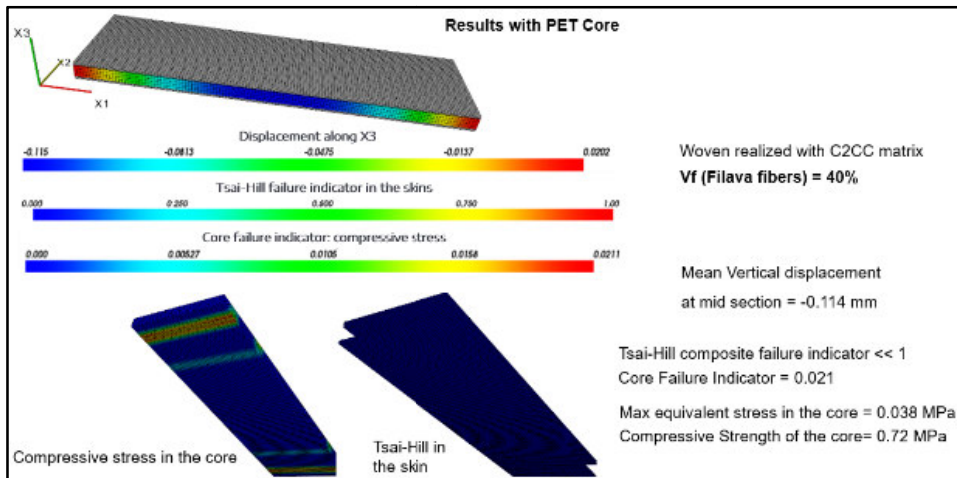 Results with PET Core
X3
X2
X1
Displacement along X3
-0.115 -0.0813 -0.0475 -0.0137 0.0202
Tsai-Hill failure indicator in the skins
0.000 0.250 0.500 0.750 1.00
Core failure indicator: compressive stress
0.000 0.00527 0.0105 0.0158 0.0211
Woven realized with C2CC matrix
Vf (Filava fibers) = 40%
Mean Vertical displacement
at mid section = -0.114 mm
Tsai-Hill composite failure indicator << 1
Core Failure Indicator = 0.021
Max equivalent stress in the core = 0.038 MPa
Compressive Strength of the core= 0.72 MPa
Compressive stress in the core
Tsai-Hill in
the skin